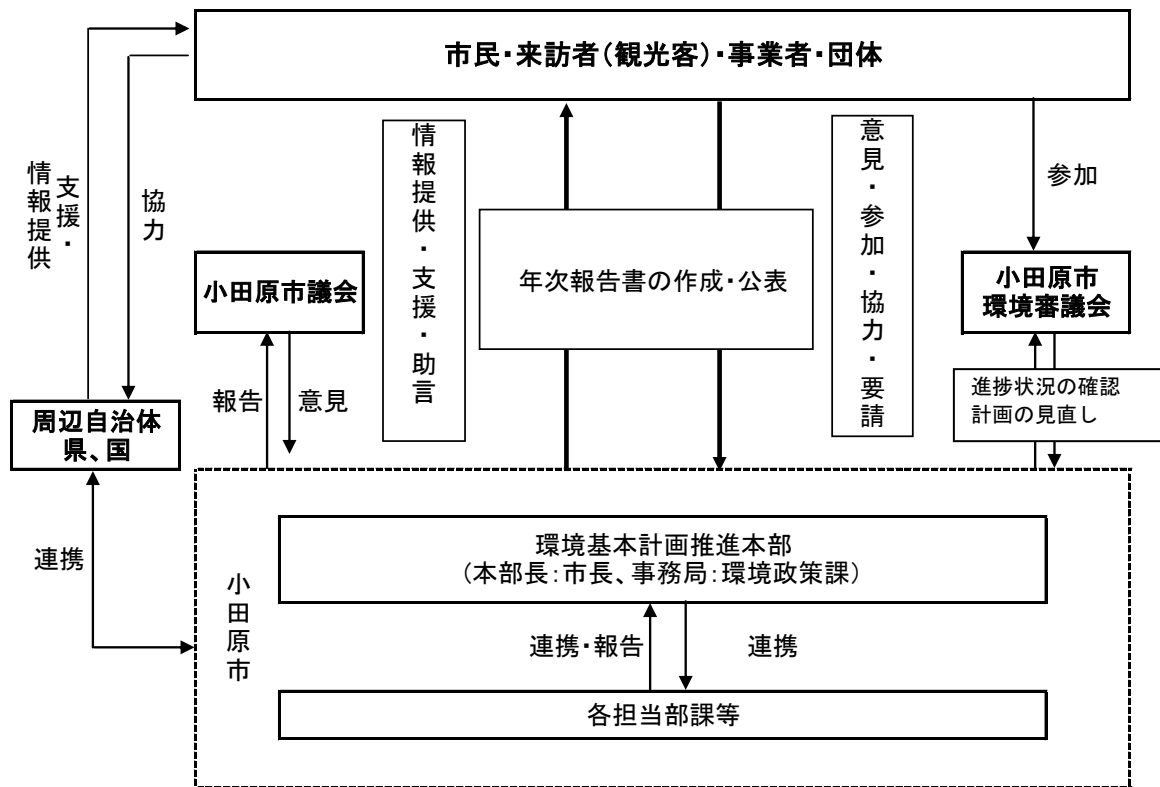 市民・来訪者(観光客)・事業者・団体
支援・
情報提供
協力
情報提供・支援・助言
意見・参加・協力・要請
参加
年次報告書の作成・公表
小田原市議会
小田原市
環境審議会
報告
意見
進捗状況の確認
計画の見直し
周辺自治体
県、国
連携
小田原市
環境基本計画推進本部
(本部長:市長、事務局:環境政策課)
連携・報告
連携
各担当部課等